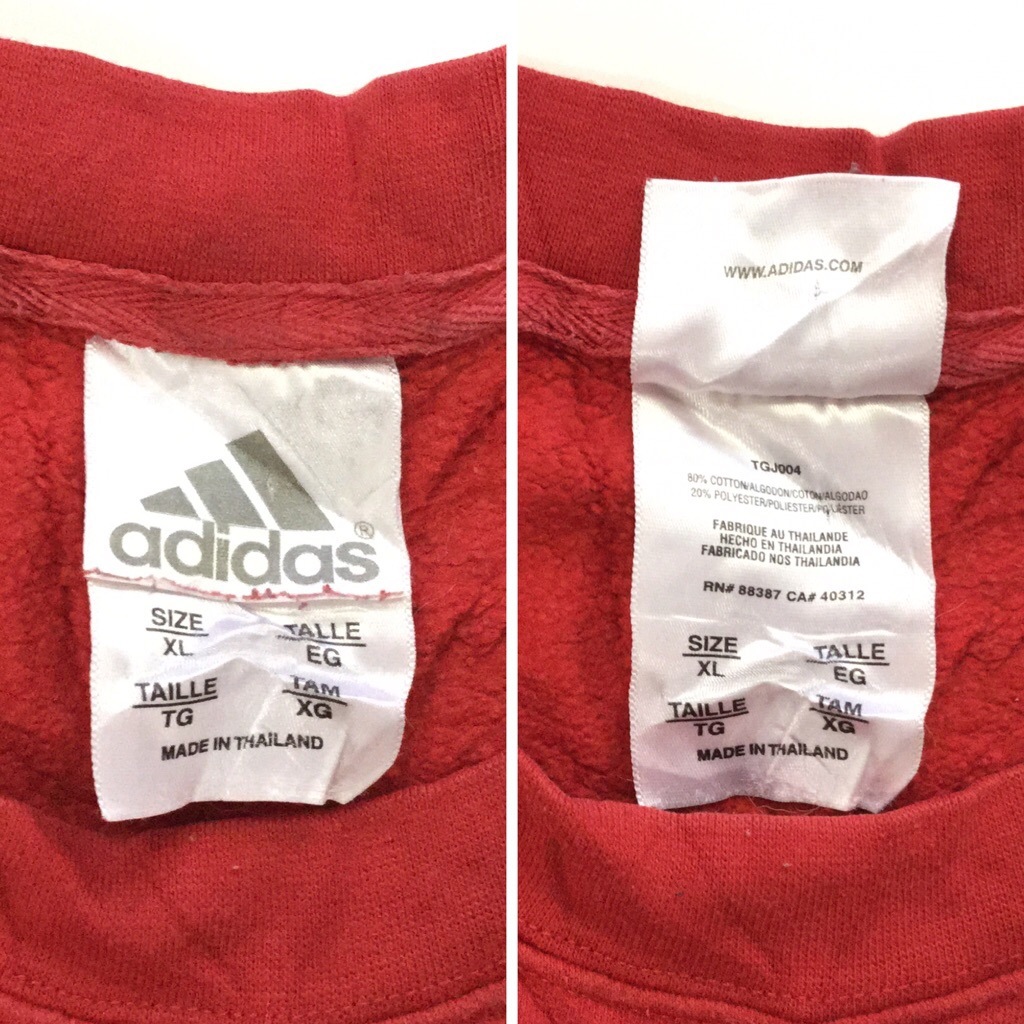 adidas®
SIZE TALLE
XL EG
TAILLE TAM
TG XG
MADE IN THAILAND
WWW.ADIDAS.COM
TGJ004
80% COTTON/ALGODON/COTON/ALGODAO
20% POLYESTER/POLIESTER/POLIESTER
FABRIQUE AU THAILANDE
HECHO EN THAILANDIA
FABRICADO NOS THAILANDIA
RN# 88387 CA# 40312
SIZE TALLE
XL EG
TAILLE TAM
TG XG
MADE IN THAILAND